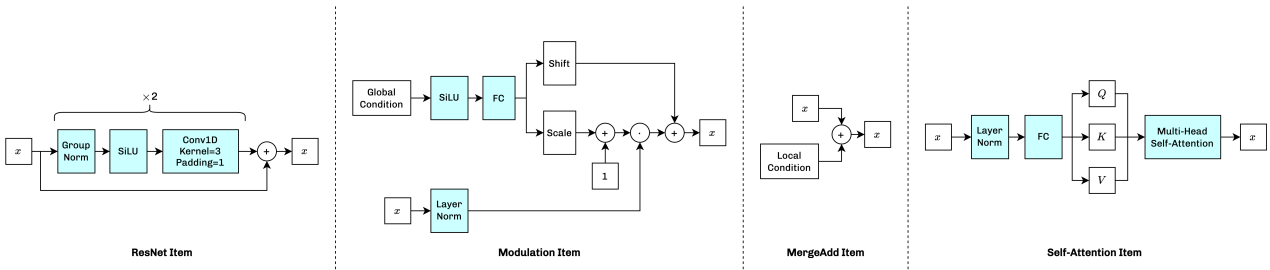 ×2
x
Group
Norm
SiLU
Conv1D
Kernel=3
Padding=1
+
x
ResNet Item
Global
Condition
SiLU
FC
Shift
Scale
+
·
+
x
1
x
Layer
Norm
Modulation Item
x
+
x
Local
Condition
MergeAdd Item
x
Layer
Norm
FC
Q
K
V
Multi-Head
Self-Attention
x
Self-Attention Item